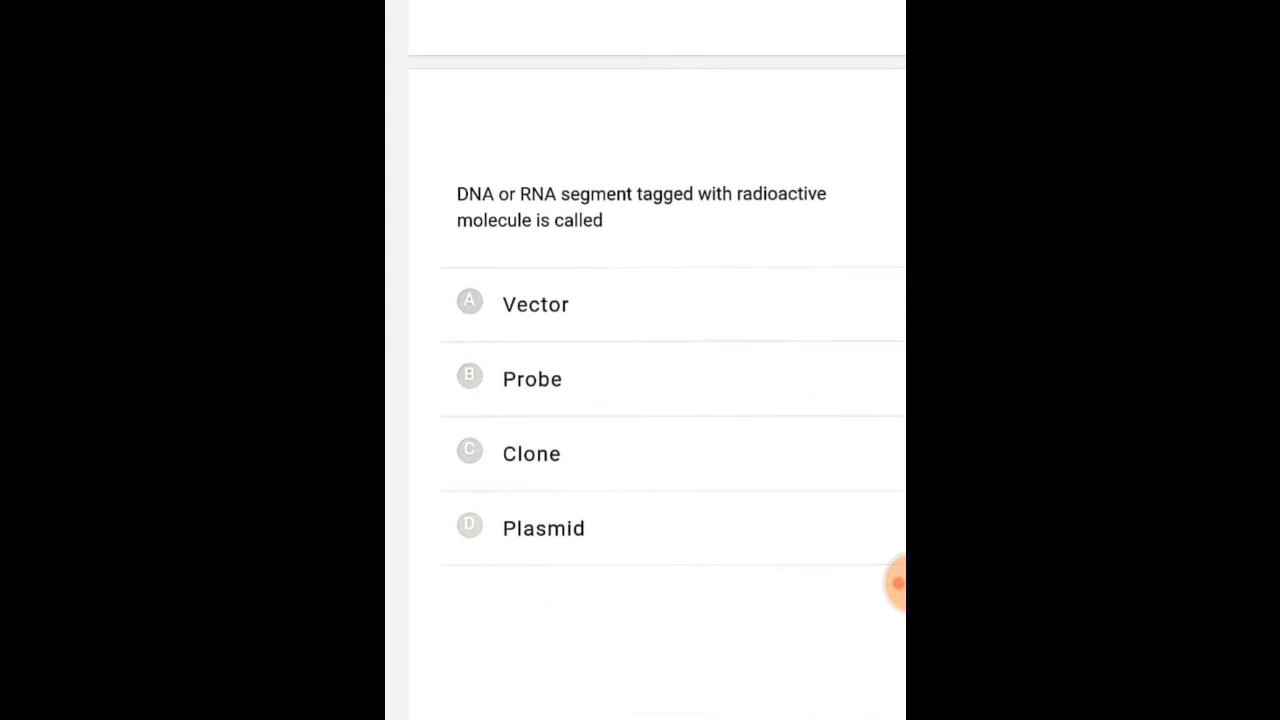 DNA or RNA segment tagged with radioactive
molecule is called
A Vector
B Probe
C Clone
D Plasmid